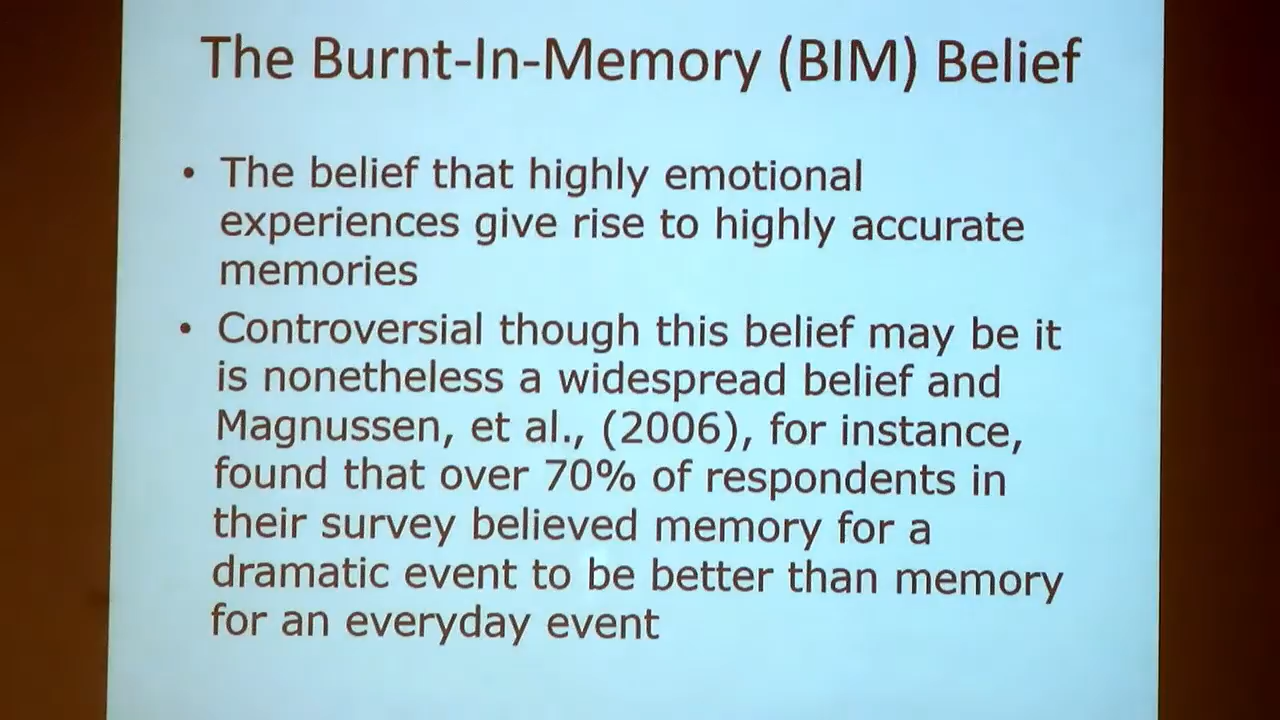 The Burnt-In-Memory (BIM) Belief
• The belief that highly emotional
experiences give rise to highly accurate
memories
• Controversial though this belief may be it
is nonetheless a widespread belief and
Magnussen, et al., (2006), for instance,
found that over 70% of respondents in
their survey believed memory for a
dramatic event to be better than memory
for an everyday event